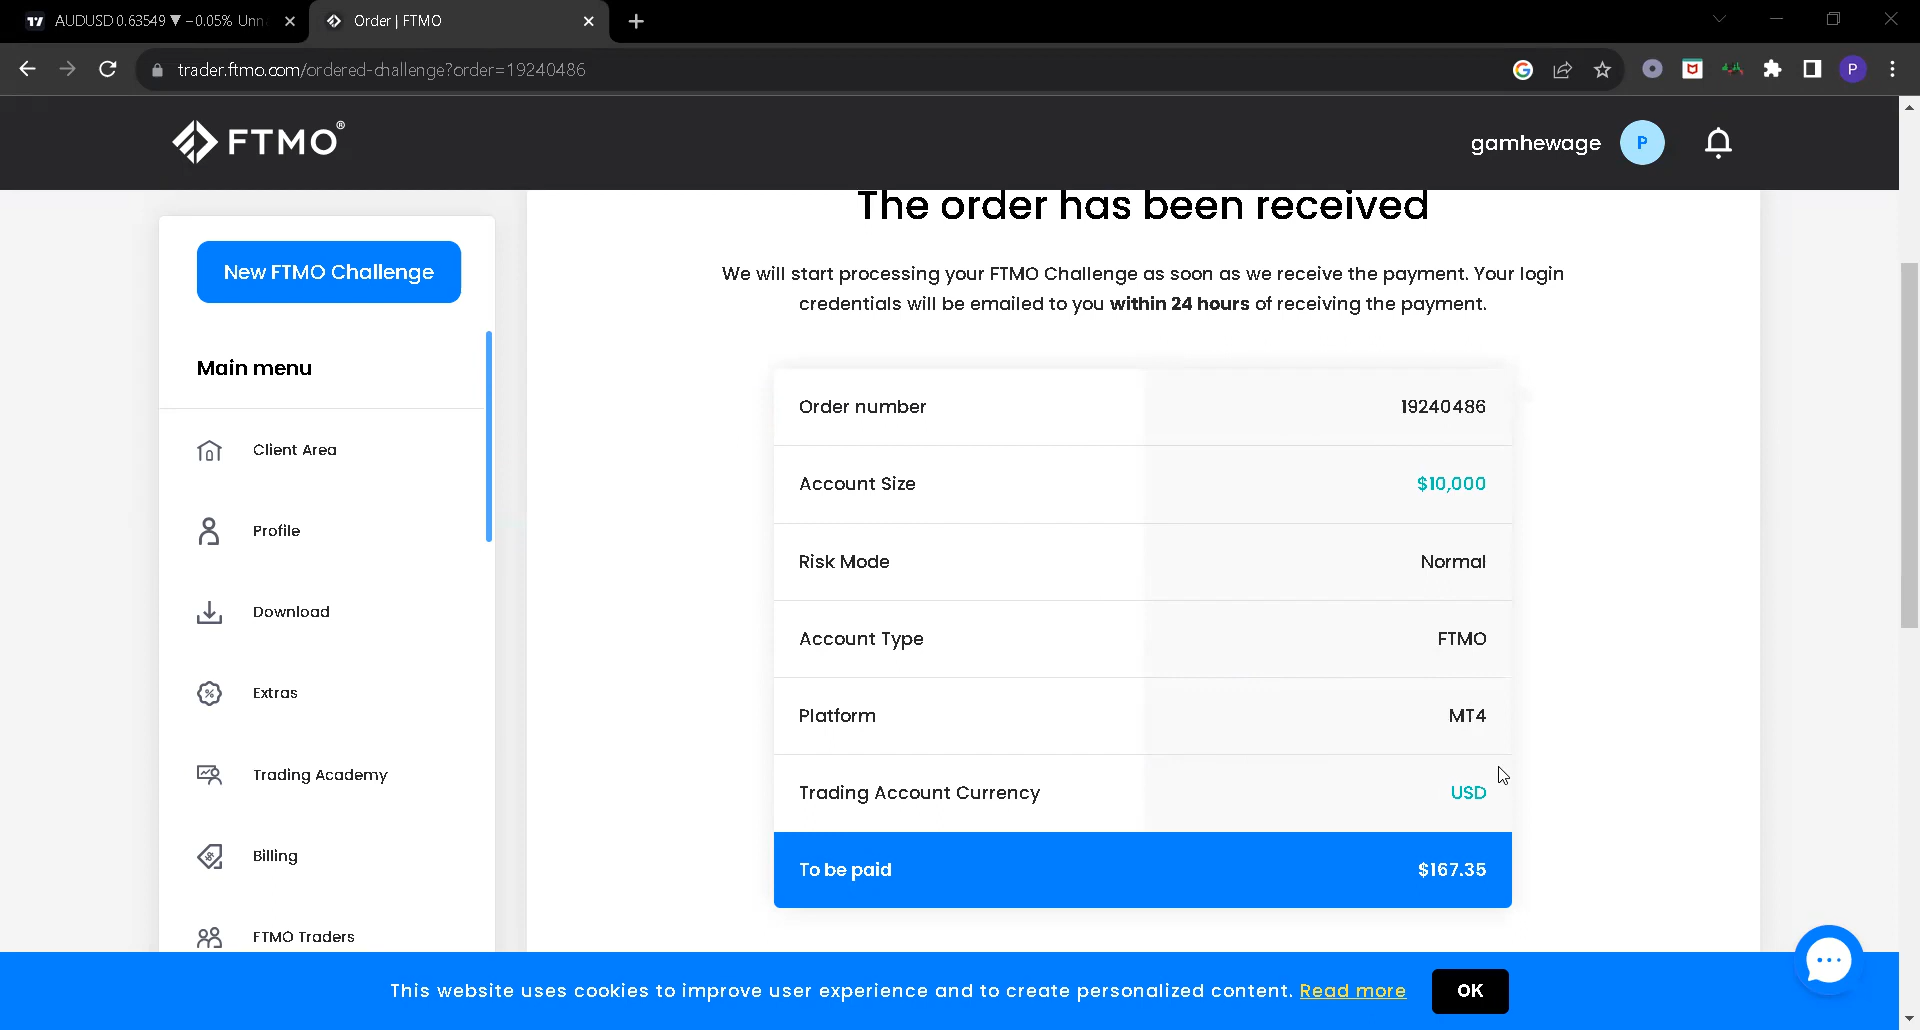 AUDUSD 0.63549 ▼ −0.05% Unn
Order | FTMO
trader.ftmo.com/ordered-challenge?order=19240486
P
FTMO®
gamhewage
P
New FTMO Challenge
Main menu
Client Area
Profile
Download
Extras
Trading Academy
Billing
FTMO Traders
The order has been received
We will start processing your FTMO Challenge as soon as we receive the payment. Your login
credentials will be emailed to you within 24 hours of receiving the payment.
Order number 19240486
Account Size $10,000
Risk Mode Normal
Account Type FTMO
Platform MT4
Trading Account Currency USD
To be paid $167.35
This website uses cookies to improve user experience and to create personalized content. Read more OK